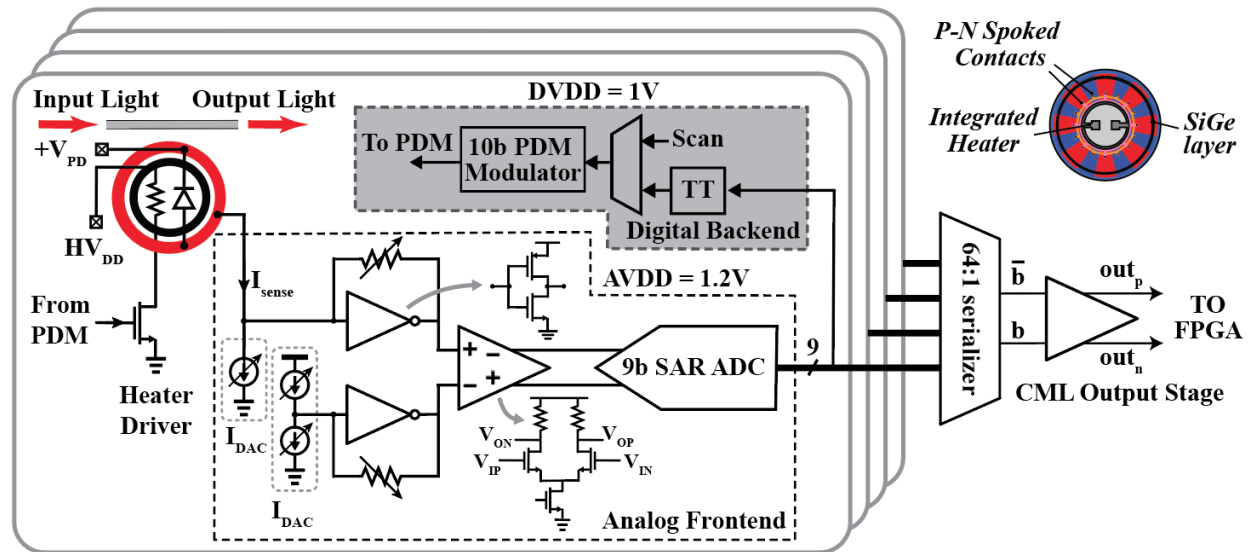 Input Light
Output Light
+V_PD
HV_DD
From
PDM
Heater
Driver
I_sense
I_DAC
I_DAC
DVDD = 1V
To PDM
10b PDM
Modulator
Scan
TT
Digital Backend
AVDD = 1.2V
+
−
−
+
9b SAR ADC
9
V_ON
V_OP
V_IP
V_IN
Analog Frontend
P-N Spoked
Contacts
Integrated
Heater
SiGe
layer
64:1 serializer
b̅
b
out_p
out_n
TO
FPGA
CML Output Stage